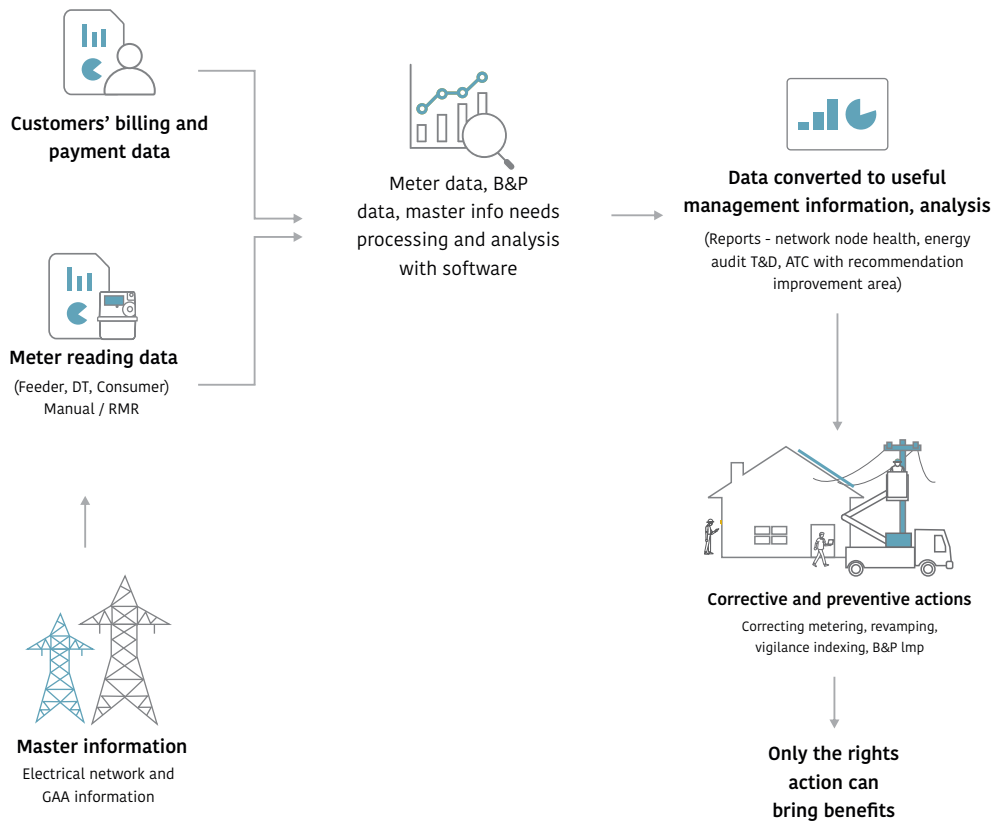 Customers’ billing and
payment data
Meter reading data
(Feeder, DT, Consumer)
Manual / RMR
Master information
Electrical network and
GAA information
Meter data, B&P
data, master info needs
processing and analysis
with software
Data converted to useful
management information, analysis
(Reports - network node health, energy
audit T&D, ATC with recommendation
improvement area)
Corrective and preventive actions
Correcting metering, revamping,
vigilance indexing, B&P lmp
Only the rights
action can
bring benefits